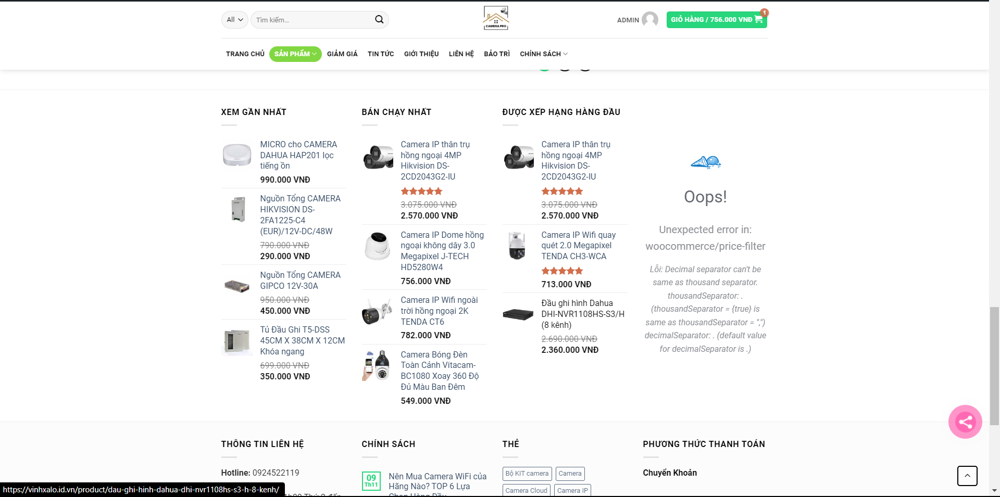 All
Tìm kiếm...
CAMERA PRO
ADMIN
GIỎ HÀNG / 756.000 VNĐ
1
TRANG CHỦ
SẢN PHẨM
GIẢM GIÁ
TIN TỨC
GIỚI THIỆU
LIÊN HỆ
BẢO TRÌ
CHÍNH SÁCH
XEM GẦN NHẤT
MICRO cho CAMERA
DAHUA HAP201 lọc
tiếng ồn
990.000 VNĐ
Nguồn Tổng CAMERA
HIKVISION DS-
2FA1225-C4
(EUR)/12V-DC/48W
790.000 VNĐ
290.000 VNĐ
Nguồn Tổng CAMERA
GIPCO 12V-30A
950.000 VNĐ
450.000 VNĐ
Tủ Đầu Ghi T5-DSS
45CM X 38CM X 12CM
Khóa ngang
699.000 VNĐ
350.000 VNĐ
BÁN CHẠY NHẤT
Camera IP thân trụ
hồng ngoại 4MP
Hikvision DS-
2CD2043G2-IU
3.075.000 VNĐ
2.570.000 VNĐ
Camera IP Dome hồng
ngoại không dây 3.0
Megapixel J-TECH
HD5280W4
756.000 VNĐ
Camera IP Wifi ngoài
trời hồng ngoại 2K
TENDA CT6
782.000 VNĐ
Camera Bóng Đèn
Toàn Cảnh Vitacam-
BC1080 Xoay 360 Độ
Đủ Màu Ban Đêm
549.000 VNĐ
ĐƯỢC XẾP HẠNG HÀNG ĐẦU
Camera IP thân trụ
hồng ngoại 4MP
Hikvision DS-
2CD2043G2-IU
3.075.000 VNĐ
2.570.000 VNĐ
Camera IP Wifi quay
quét 2.0 Megapixel
TENDA CH3-WCA
713.000 VNĐ
Đầu ghi hình Dahua
DHI-NVR1108HS-S3/H
(8 kênh)
2.690.000 VNĐ
2.360.000 VNĐ
Oops!
Unexpected error in:
woocommerce/price-filter
Lỗi: Decimal separator can't be
same as thousand separator.
thousandSeparator: .
(thousandSeparator = {true} is
same as thousandSeparator = ",")
decimalSeparator: . (default value
for decimalSeparator is .)
THÔNG TIN LIÊN HỆ
Hotline: 0924522119
CHÍNH SÁCH
09
Th11
Nên Mua Camera WiFi của
Hãng Nào? TOP 6 Lựa
Chọn Hàng Đầu
THẺ
Bộ KIT camera
Camera
Camera Cloud
Camera IP
PHƯƠNG THỨC THANH TOÁN
Chuyển Khoản
https://vinhxalo.id.vn/product/dau-ghi-hinh-dahua-dhi-nvr1108hs-s3-h-8-kenh/